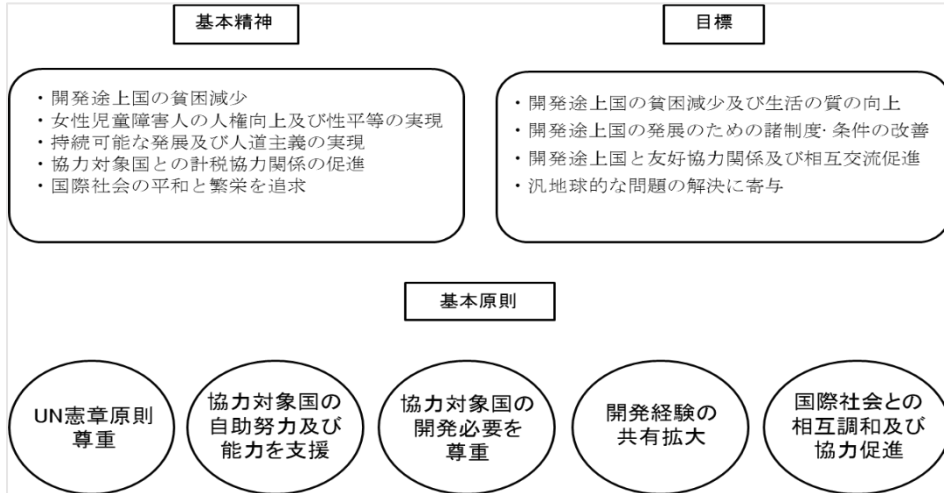 基本精神
・開発途上国の貧困減少
・女性児童障害人の人権向上及び性平等の実現
・持続可能な発展及び人道主義の実現
・協力対象国との計税協力関係の促進
・国際社会の平和と繁栄を追求
目標
・開発途上国の貧困減少及び生活の質の向上
・開発途上国の発展のための諸制度·条件の改善
・開発途上国と友好協力関係及び相互交流促進
・汎地球的な問題の解決に寄与
基本原則
UN憲章原則
尊重
協力対象国の
自助努力及び
能力を支援
協力対象国の
開発必要を
尊重
開発経験の
共有拡大
国際社会との
相互調和及び
協力促進